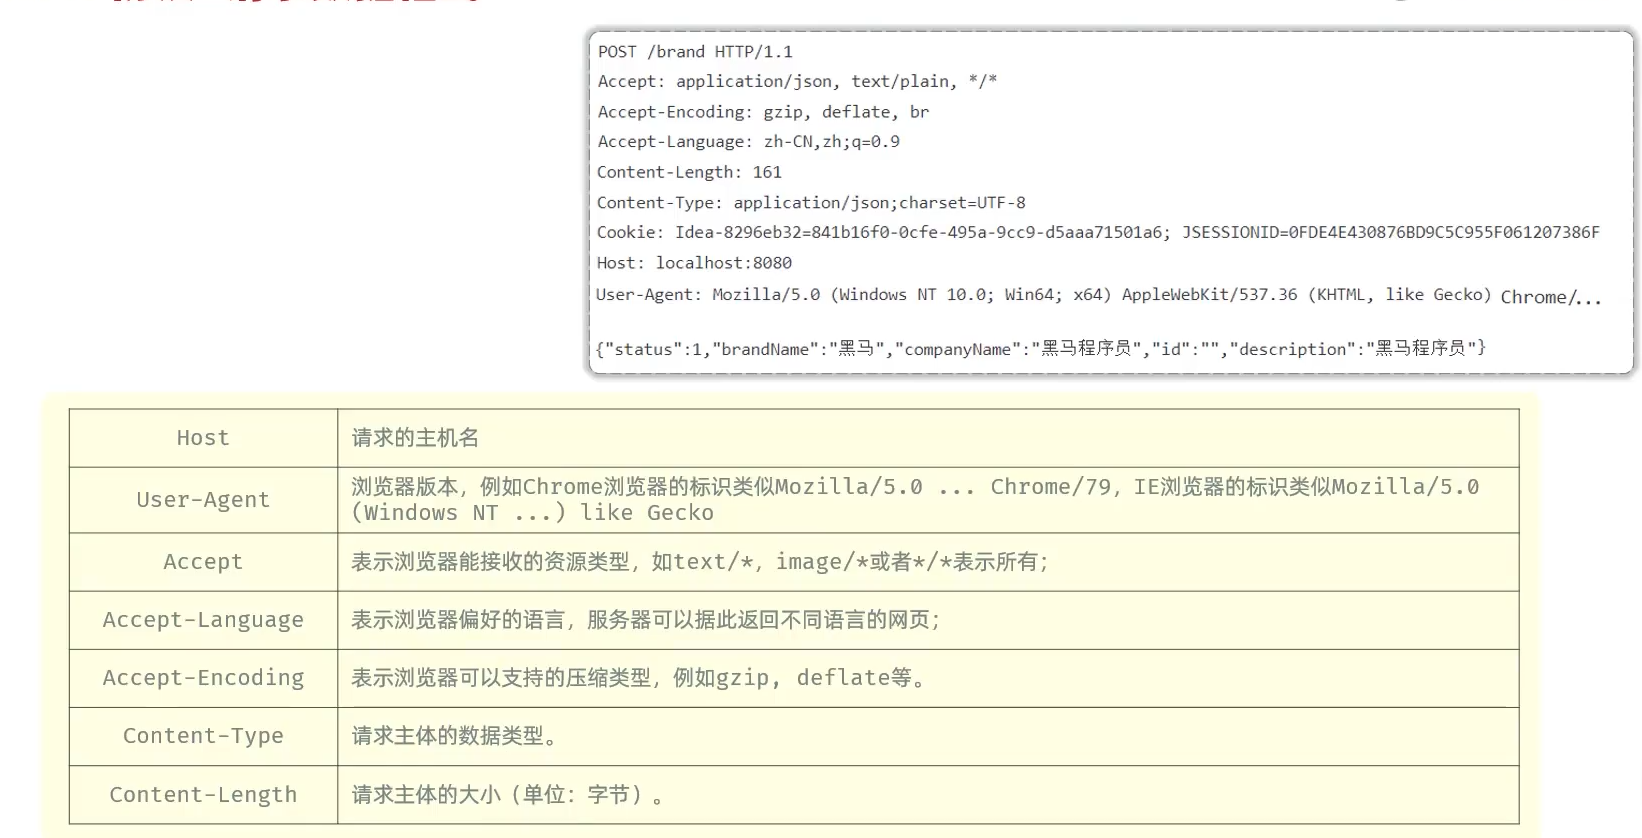 POST /brand HTTP/1.1
Accept: application/json, text/plain, */*
Accept-Encoding: gzip, deflate, br
Accept-Language: zh-CN,zh;q=0.9
Content-Length: 161
Content-Type: application/json;charset=UTF-8
Cookie: Idea-8296eb32=841b16f0-0cfe-495a-9cc9-d5aaa71501a6; JSESSIONID=0FDE4E430876BD9C5C955F061207386F
Host: localhost:8080
User-Agent: Mozilla/5.0 (Windows NT 10.0; Win64; x64) AppleWebKit/537.36 (KHTML, like Gecko) Chrome/...
{"status":1,"brandName":"黑马","companyName":"黑马程序员","id":"","description":"黑马程序员"}
Host 请求的主机名
User-Agent 浏览器版本，例如Chrome浏览器的标识类似Mozilla/5.0 ... Chrome/79，IE浏览器的标识类似Mozilla/5.0
(Windows NT ...) like Gecko
Accept 表示浏览器能接收的资源类型，如text/*，image/*或者*/*表示所有；
Accept-Language 表示浏览器偏好的语言，服务器可以据此返回不同语言的网页；
Accept-Encoding 表示浏览器可以支持的压缩类型，例如gzip, deflate等。
Content-Type 请求主体的数据类型。
Content-Length 请求主体的大小（单位：字节）。